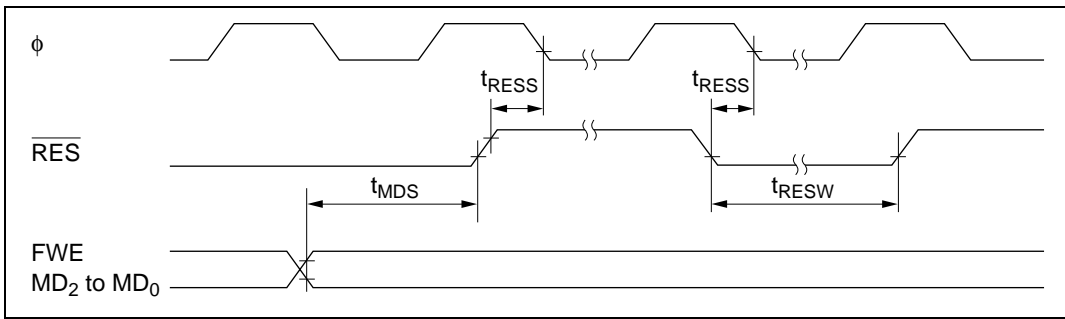 ϕ
tRESS
tRESS
RES
tMDS
tRESW
FWE
MD2 to MD0